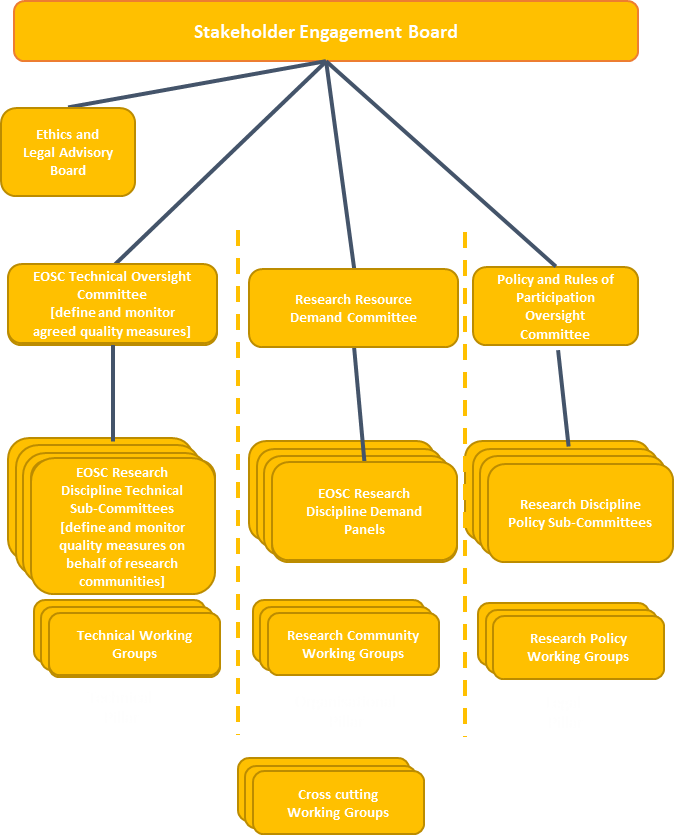 Stakeholder Engagement Board
Ethics and
Legal Advisory
Board
EOSC Technical Oversight
Committee
[define and monitor
agreed quality measures]
Research Resource
Demand Committee
Policy and Rules of
Participation
Oversight
Committee
EOSC Research
Discipline Technical
Sub-Committees
[define and monitor
quality measures on
behalf of research
communities]
EOSC Research
Discipline Demand
Panels
Research Discipline
Policy Sub-Committees
Technical Working
Groups
Research Community
Working Groups
Research Policy
Working Groups
Cross cutting
Working Groups